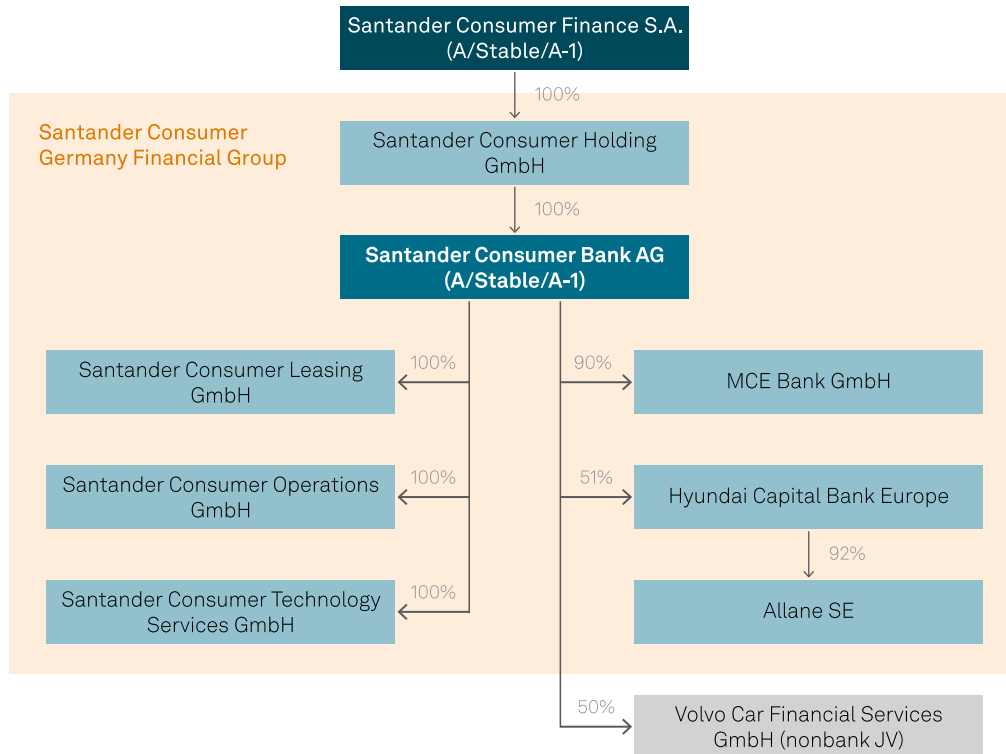 Santander Consumer Finance S.A.
(A/Stable/A-1)
100%
Santander Consumer
Germany Financial Group
Santander Consumer Holding
GmbH
100%
Santander Consumer Bank AG
(A/Stable/A-1)
Santander Consumer Leasing
GmbH
100%
90%
MCE Bank GmbH
Santander Consumer Operations
GmbH
100%
51%
Hyundai Capital Bank Europe
92%
Santander Consumer Technology
Services GmbH
100%
Allane SE
50%
Volvo Car Financial Services
GmbH (nonbank JV)